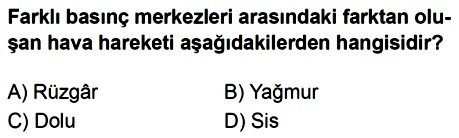 Farklı basınç merkezleri arasındaki farktan olu-
şan hava hareketi aşağıdakilerden hangisidir?
A) Rüzgâr B) Yağmur
C) Dolu D) Sis